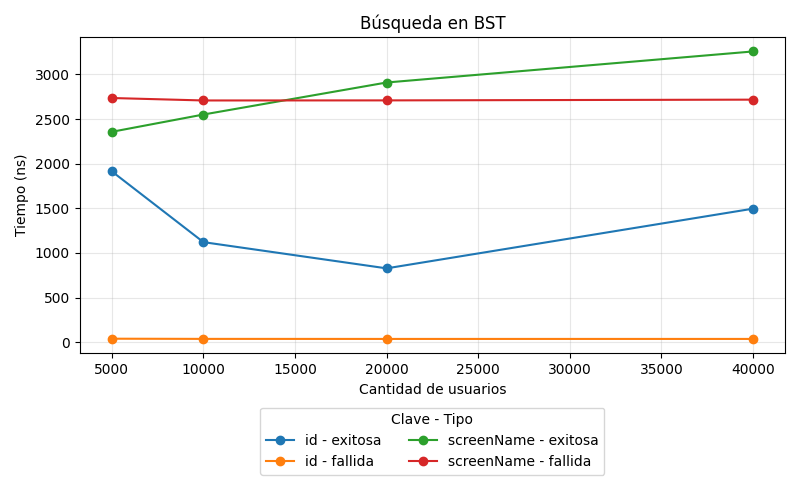 Búsqueda en BST
Tiempo (ns)
3000
2500
2000
1500
1000
500
0
5000 10000 15000 20000 25000 30000 35000 40000
Cantidad de usuarios
Clave - Tipo
id - exitosa screenName - exitosa
id - fallida screenName - fallida